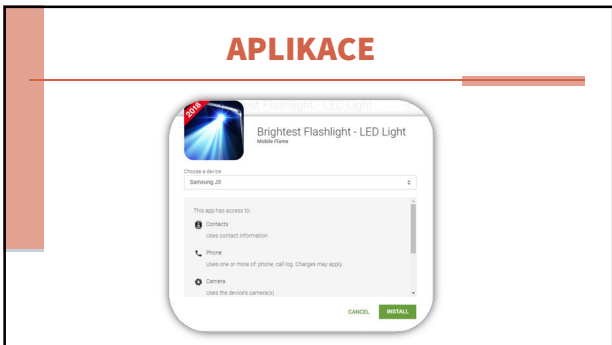 APLIKACE
est Flashlight - LED Light
2018
Brightest Flashlight - LED Light
Mobile Flame
Choose a device
Samsung J3
This app has access to:
Contacts
Uses contact information
Phone
Uses one or more of: phone, call log. Charges may apply.
Camera
Uses the device's camera(s)
CANCEL INSTALL